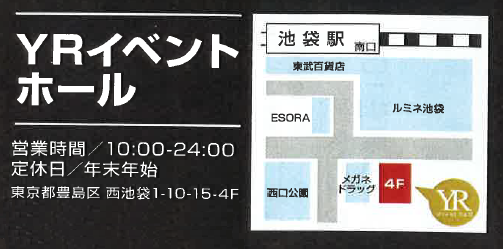 YRイベント
ホール
営業時間／10:00-24:00
定休日／年末年始
東京都豊島区 西池袋1-10-15-4F
池袋駅 南口
東武百貨店
ルミネ池袋
ESORA
西口公園
メガネ
ドラッグ
4F
YR